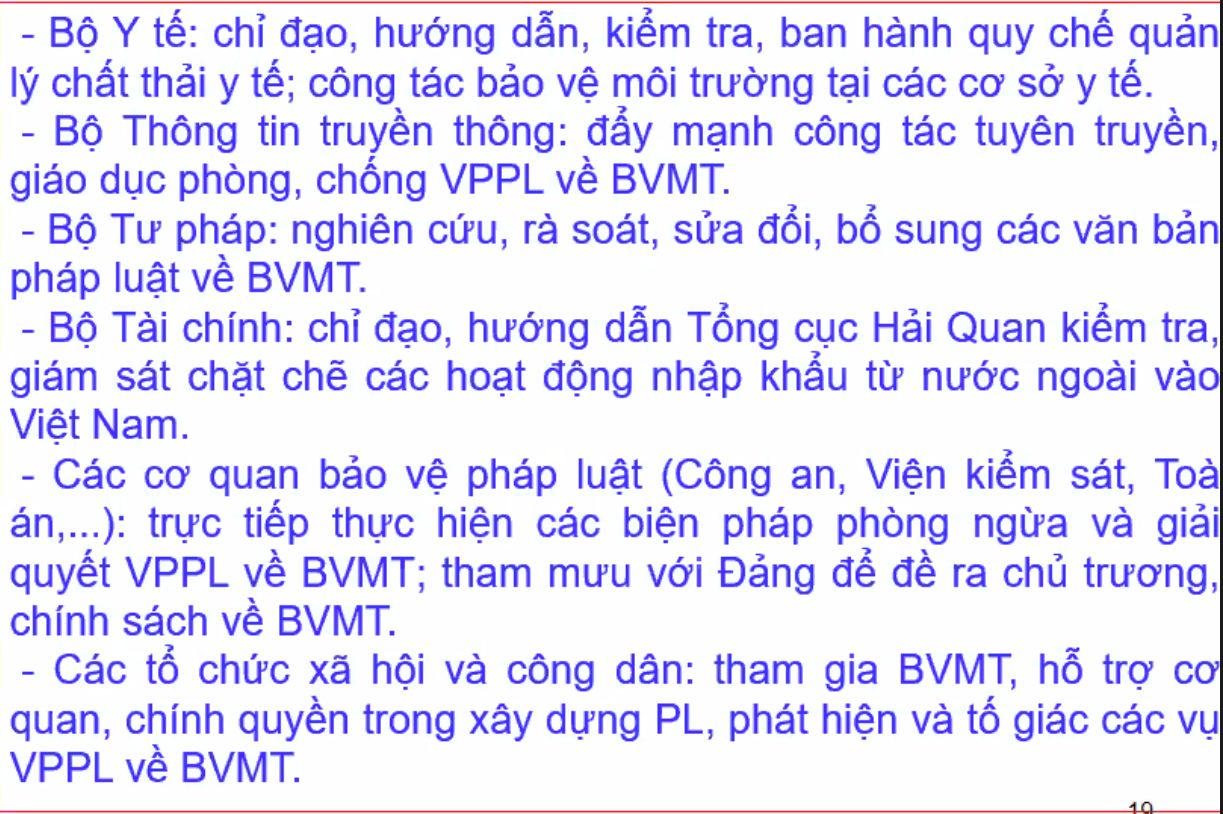 - Bộ Y tế: chỉ đạo, hướng dẫn, kiểm tra, ban hành quy chế quản
lý chất thải y tế; công tác bảo vệ môi trường tại các cơ sở y tế.
- Bộ Thông tin truyền thông: đẩy mạnh công tác tuyên truyền,
giáo dục phòng, chống VPPL về BVMT.
- Bộ Tư pháp: nghiên cứu, rà soát, sửa đổi, bổ sung các văn bản
pháp luật về BVMT.
- Bộ Tài chính: chỉ đạo, hướng dẫn Tổng cục Hải Quan kiểm tra,
giám sát chặt chẽ các hoạt động nhập khẩu từ nước ngoài vào
Việt Nam.
- Các cơ quan bảo vệ pháp luật (Công an, Viện kiểm sát, Toà
án,...): trực tiếp thực hiện các biện pháp phòng ngừa và giải
quyết VPPL về BVMT; tham mưu với Đảng để đề ra chủ trương,
chính sách về BVMT.
- Các tổ chức xã hội và công dân: tham gia BVMT, hỗ trợ cơ
quan, chính quyền trong xây dựng PL, phát hiện và tố giác các vụ
VPPL về BVMT.
19